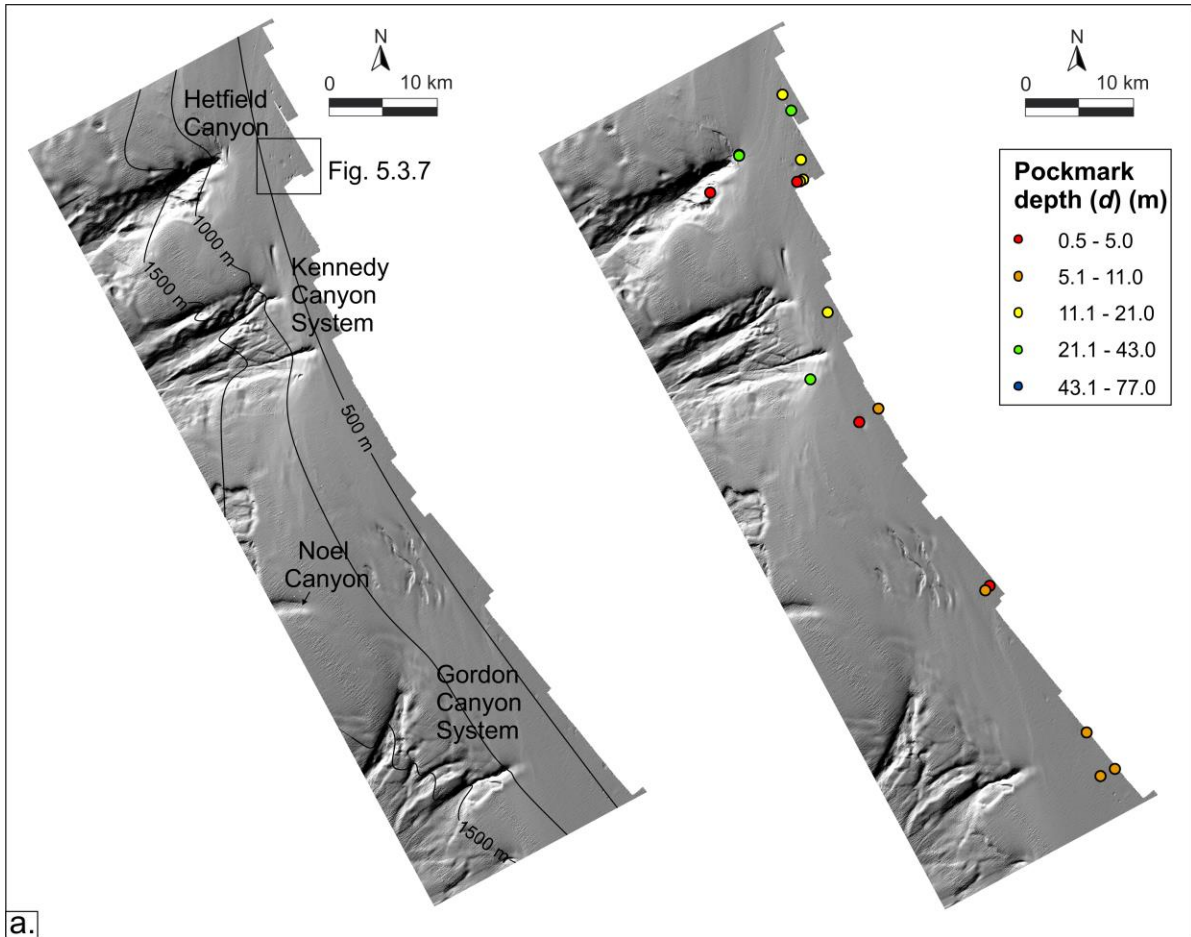 N
0 10 km
Hetfield
Canyon
Fig. 5.3.7
1000 m
1500 m
Kennedy
Canyon
System
500 m
Noel
Canyon
Gordon
Canyon
System
1500 m
N
0 10 km
Pockmark
depth (d) (m)
0.5 - 5.0
5.1 - 11.0
11.1 - 21.0
21.1 - 43.0
43.1 - 77.0
a.